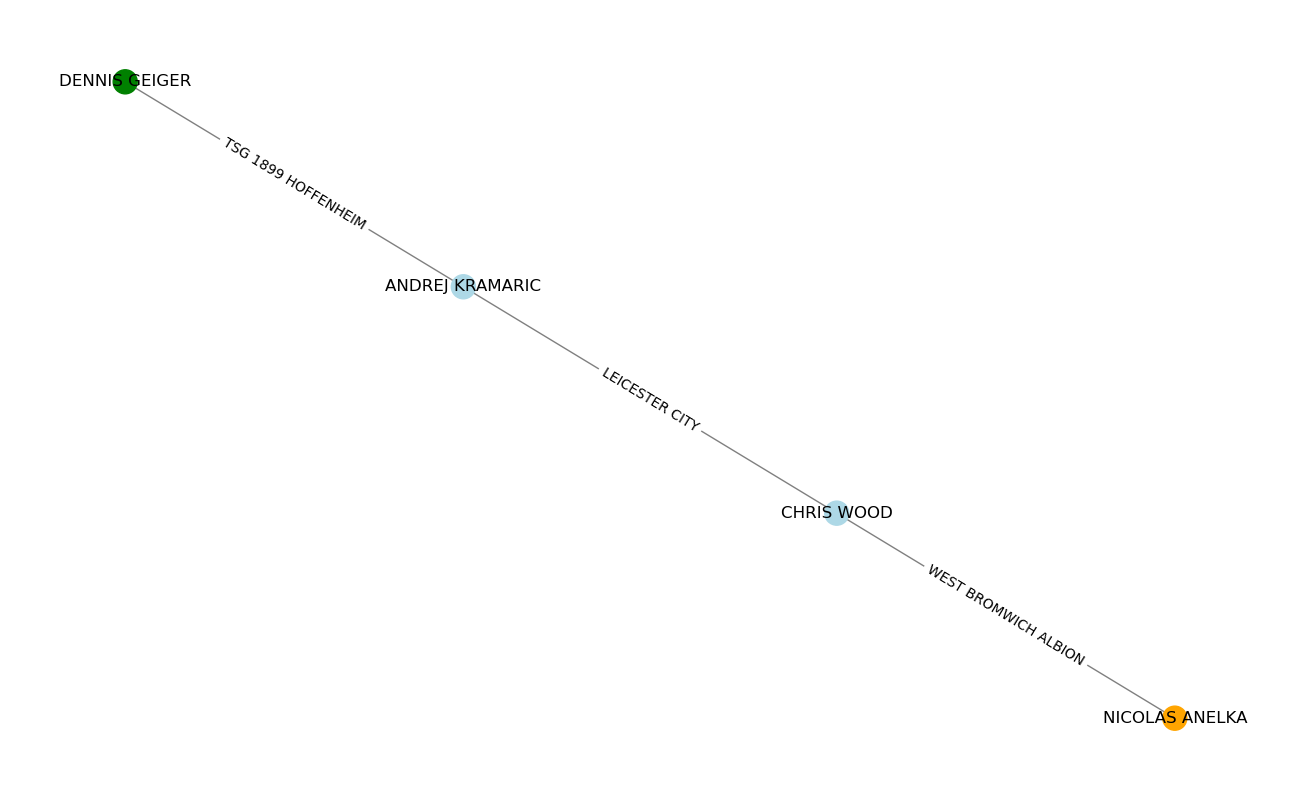 DENNIS GEIGER
TSG 1899 HOFFENHEIM
ANDREJ KRAMARIC
LEICESTER CITY
CHRIS WOOD
WEST BROMWICH ALBION
NICOLAS ANELKA